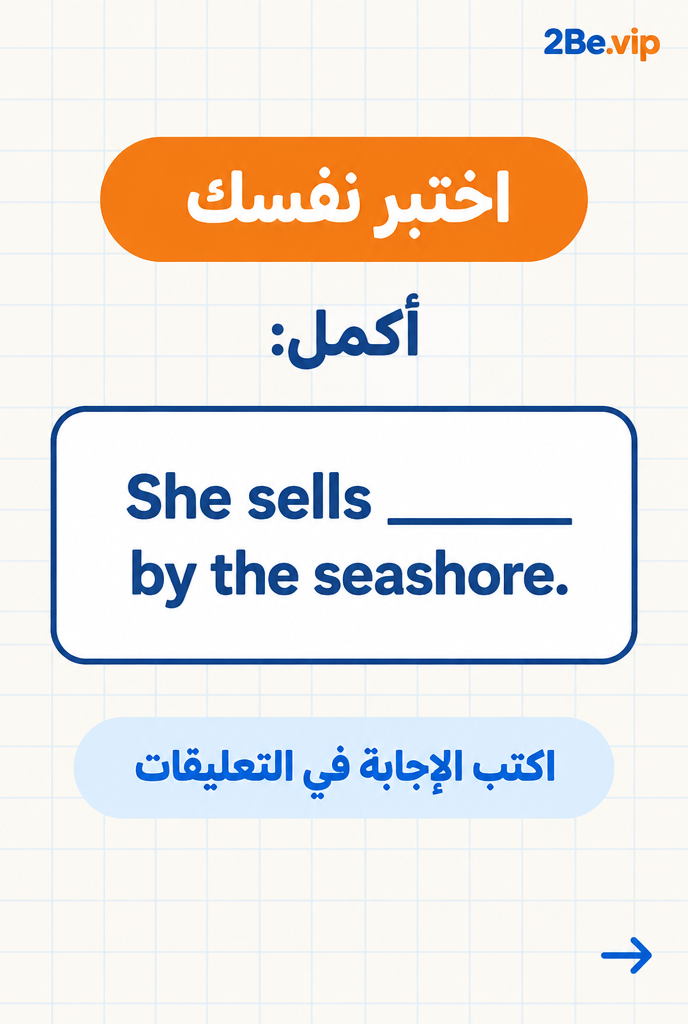 2Be.vip
اختبر نفسك
أكمل:
She sells ______
by the seashore.
اكتب الإجابة في التعليقات
→